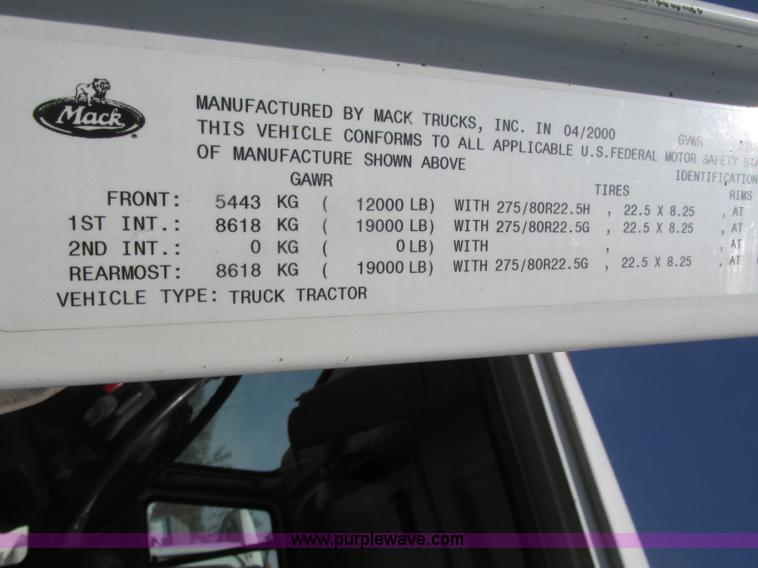 Mack
MANUFACTURED BY MACK TRUCKS, INC. IN 04/2000 GVWR
THIS VEHICLE CONFORMS TO ALL APPLICABLE U.S.FEDERAL MOTOR SAFETY
OF MANUFACTURE SHOWN ABOVE IDENTIFICATION
GAWR TIRES RIMS
FRONT: 5443 KG ( 12000 LB) WITH 275/80R22.5H , 22.5 X 8.25 , AT
1ST INT.: 8618 KG ( 19000 LB) WITH 275/80R22.5G , 22.5 X 8.25 , AT
2ND INT.: 0 KG ( 0 LB) WITH , , AT
REARMOST: 8618 KG ( 19000 LB) WITH 275/80R22.5G , 22.5 X 8.25 , AT
VEHICLE TYPE: TRUCK TRACTOR
www.purplewave.com